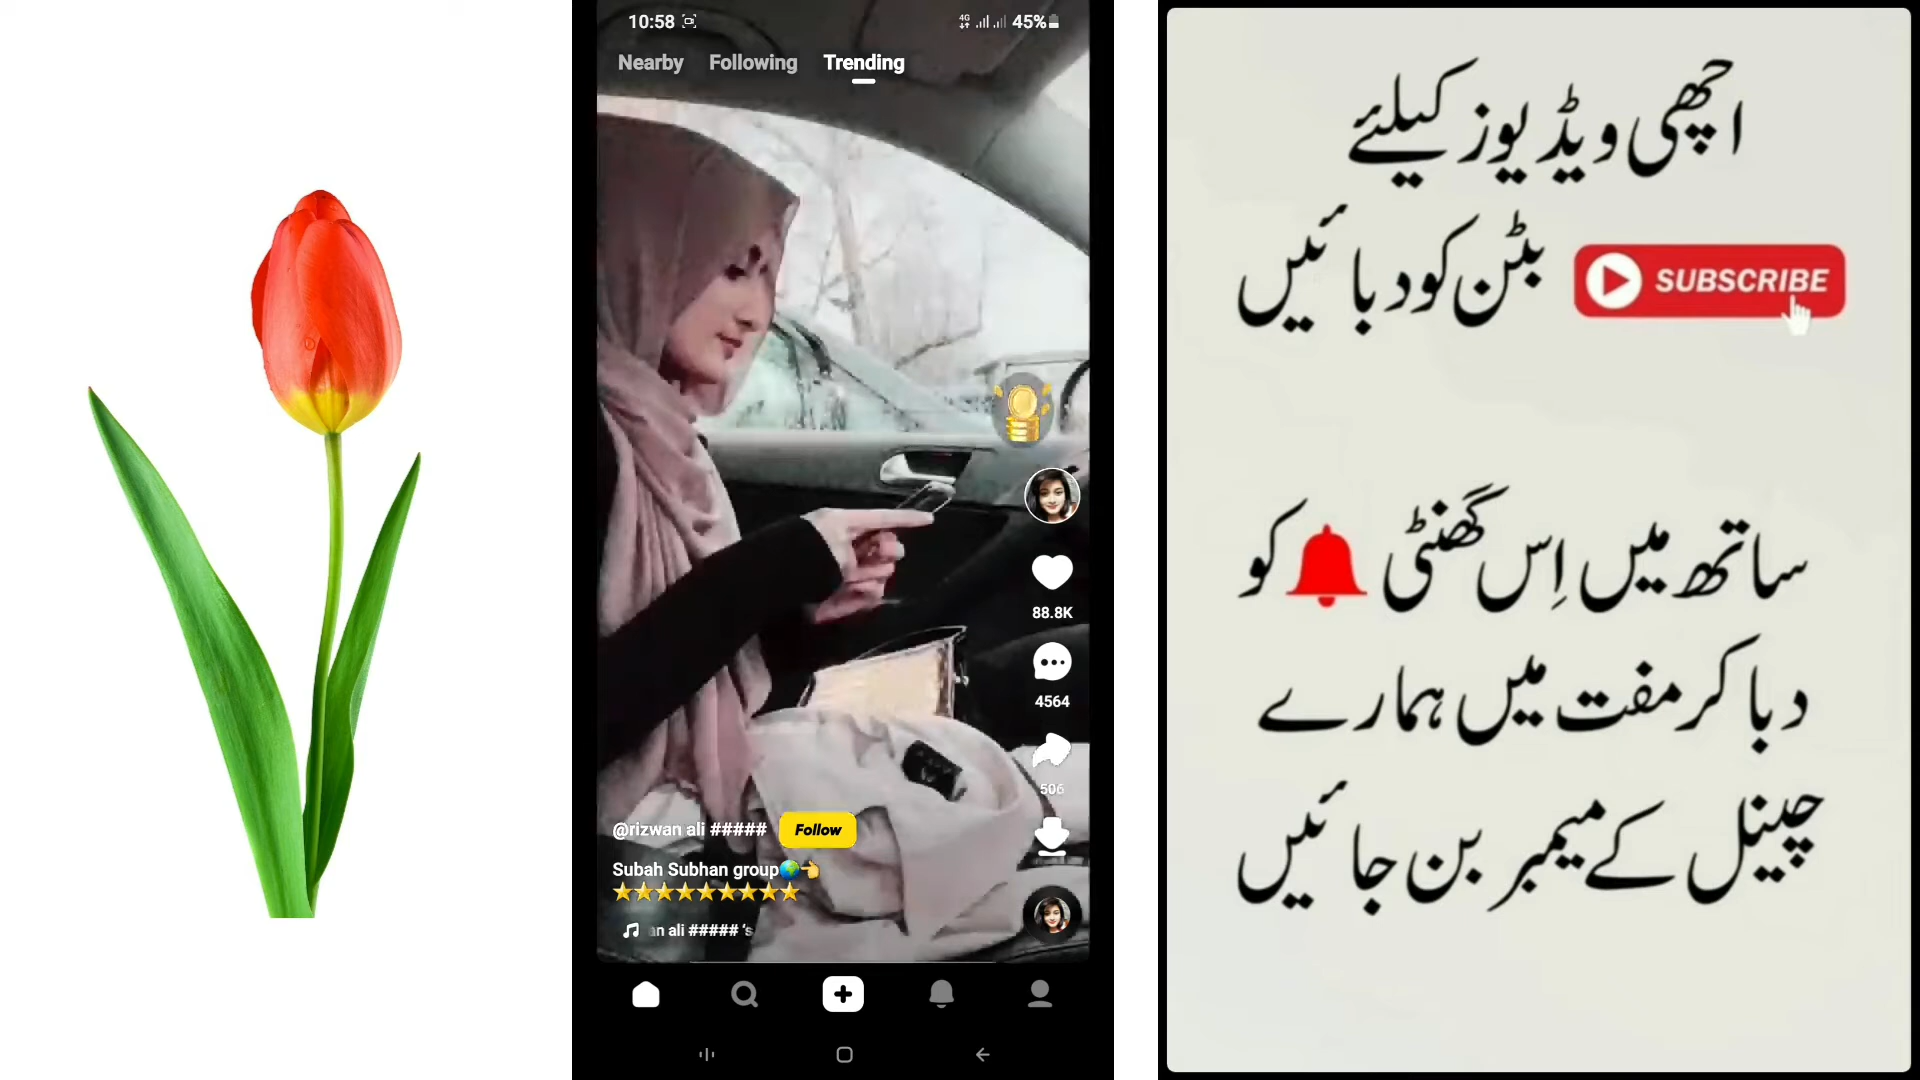 10:58
4G
45%
Nearby Following Trending
88.8K
4564
506
@rizwan ali ##### Follow
Subah Subhan group🌍👈
⭐⭐⭐⭐⭐⭐⭐⭐⭐
an ali ##### 's
اچھی ویڈیوز کیلئے
SUBSCRIBE بٹن کو دبائیں
ساتھ میں اِس گھنٹی 🔔 کو
دبا کر مفت میں ہمارے
چینل کے میمبر بن جائیں